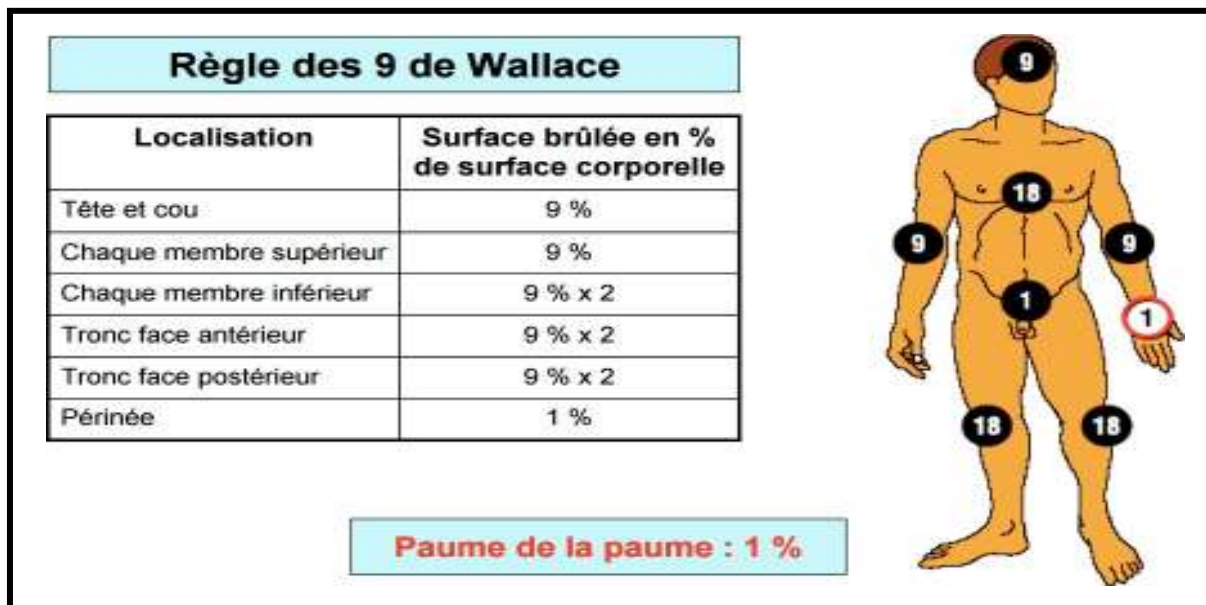 Règle des 9 de Wallace
Localisation Surface brûlée en %
de surface corporelle
Tête et cou 9 %
Chaque membre supérieur 9 %
Chaque membre inférieur 9 % x 2
Tronc face antérieur 9 % x 2
Tronc face postérieur 9 % x 2
Périnée 1 %
Paume de la paume : 1 %
9
18
9 9
1
1
18 18